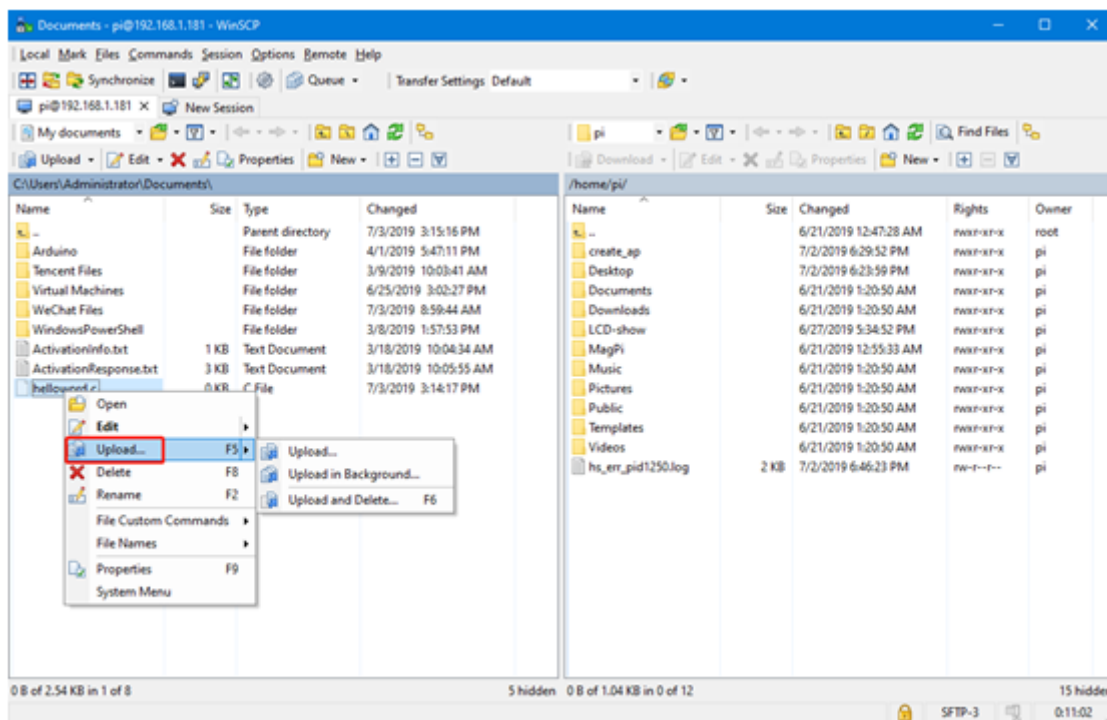 Documents - pi@192.168.1.181 - WinSCP
Local Mark Files Commands Session Options Remote Help
Synchronize Queue Transfer Settings Default
pi@192.168.1.181 New Session
My documents pi Find Files
Upload Edit Properties New Download Edit Properties New
C:\Users\Administrator\Documents\ /home/pi/
Name Size Type Changed Name Size Changed Rights Owner
.. Parent directory 7/3/2019 3:15:16 PM .. 6/21/2019 12:47:28 AM rwxr-xr-x root
Arduino File folder 4/1/2019 5:47:11 PM create_ap 7/2/2019 6:29:52 PM rwxr-xr-x pi
Tencent Files File folder 3/9/2019 10:03:41 AM Desktop 7/2/2019 6:23:59 PM rwxr-xr-x pi
Virtual Machines File folder 6/25/2019 3:02:27 PM Documents 6/21/2019 1:20:50 AM rwxr-xr-x pi
WeChat Files File folder 7/3/2019 8:59:44 AM Downloads 6/21/2019 1:20:50 AM rwxr-xr-x pi
WindowsPowerShell File folder 3/8/2019 1:57:53 PM LCD-show 6/27/2019 5:34:52 PM rwxr-xr-x pi
ActivationInfo.txt 1 KB Text Document 3/18/2019 10:04:34 AM MagPi 6/21/2019 12:55:33 AM rwxr-xr-x pi
ActivationResponse.txt 3 KB Text Document 3/18/2019 10:05:55 AM Music 6/21/2019 1:20:50 AM rwxr-xr-x pi
helloword.c 0 KB C File 7/3/2019 3:14:17 PM Pictures 6/21/2019 1:20:50 AM rwxr-xr-x pi
Open Public 6/21/2019 1:20:50 AM rwxr-xr-x pi
Edit Templates 6/21/2019 1:20:50 AM rwxr-xr-x pi
Upload... F5 Upload... Videos 6/21/2019 1:20:50 AM rwxr-xr-x pi
Delete F8 Upload in Background... hs_err_pid1250.log 2 KB 7/2/2019 6:46:23 PM rw-r--r-- pi
Rename F2 Upload and Delete... F6
File Custom Commands
File Names
Properties F9
System Menu
0 B of 2.54 KB in 1 of 8 5 hidden 0 B of 1.04 KB in 0 of 12 15 hidden
SFTP-3 0:11:02